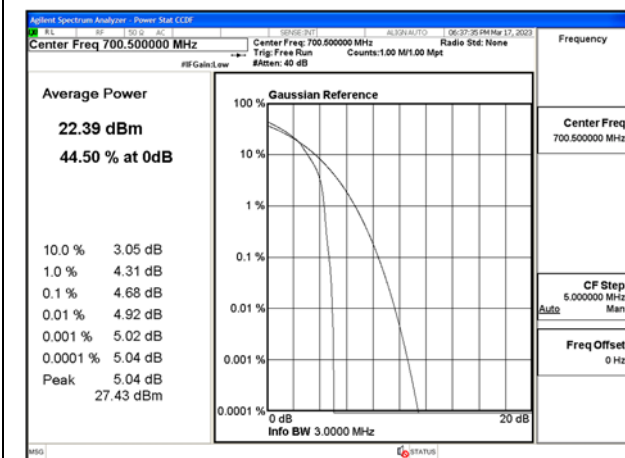 Agilent Spectrum Analyzer - Power Stat CCDF
RL RF 50 Ω AC SENSE:INT ALIGN AUTO 06:37:35 PM Mar 17, 2023
Center Freq 700.500000 MHz
Center Freq: 700.500000 MHz Radio Std: None
Trig: Free Run Counts:1.00 M/1.00 Mpt
#IFGain:Low #Atten: 40 dB
Frequency
Average Power
22.39 dBm
44.50 % at 0dB
10.0 % 3.05 dB
1.0 % 4.31 dB
0.1 % 4.68 dB
0.01 % 4.92 dB
0.001 % 5.02 dB
0.0001 % 5.04 dB
Peak 5.04 dB
27.43 dBm
Gaussian Reference
100 %
10 %
1 %
0.1 %
0.01 %
0.001 %
0.0001 %
0 dB 20 dB
Info BW 3.0000 MHz
Center Freq
700.500000 MHz
CF Step
5.000000 MHz
Auto Man
Freq Offset
0 Hz
MSG STATUS